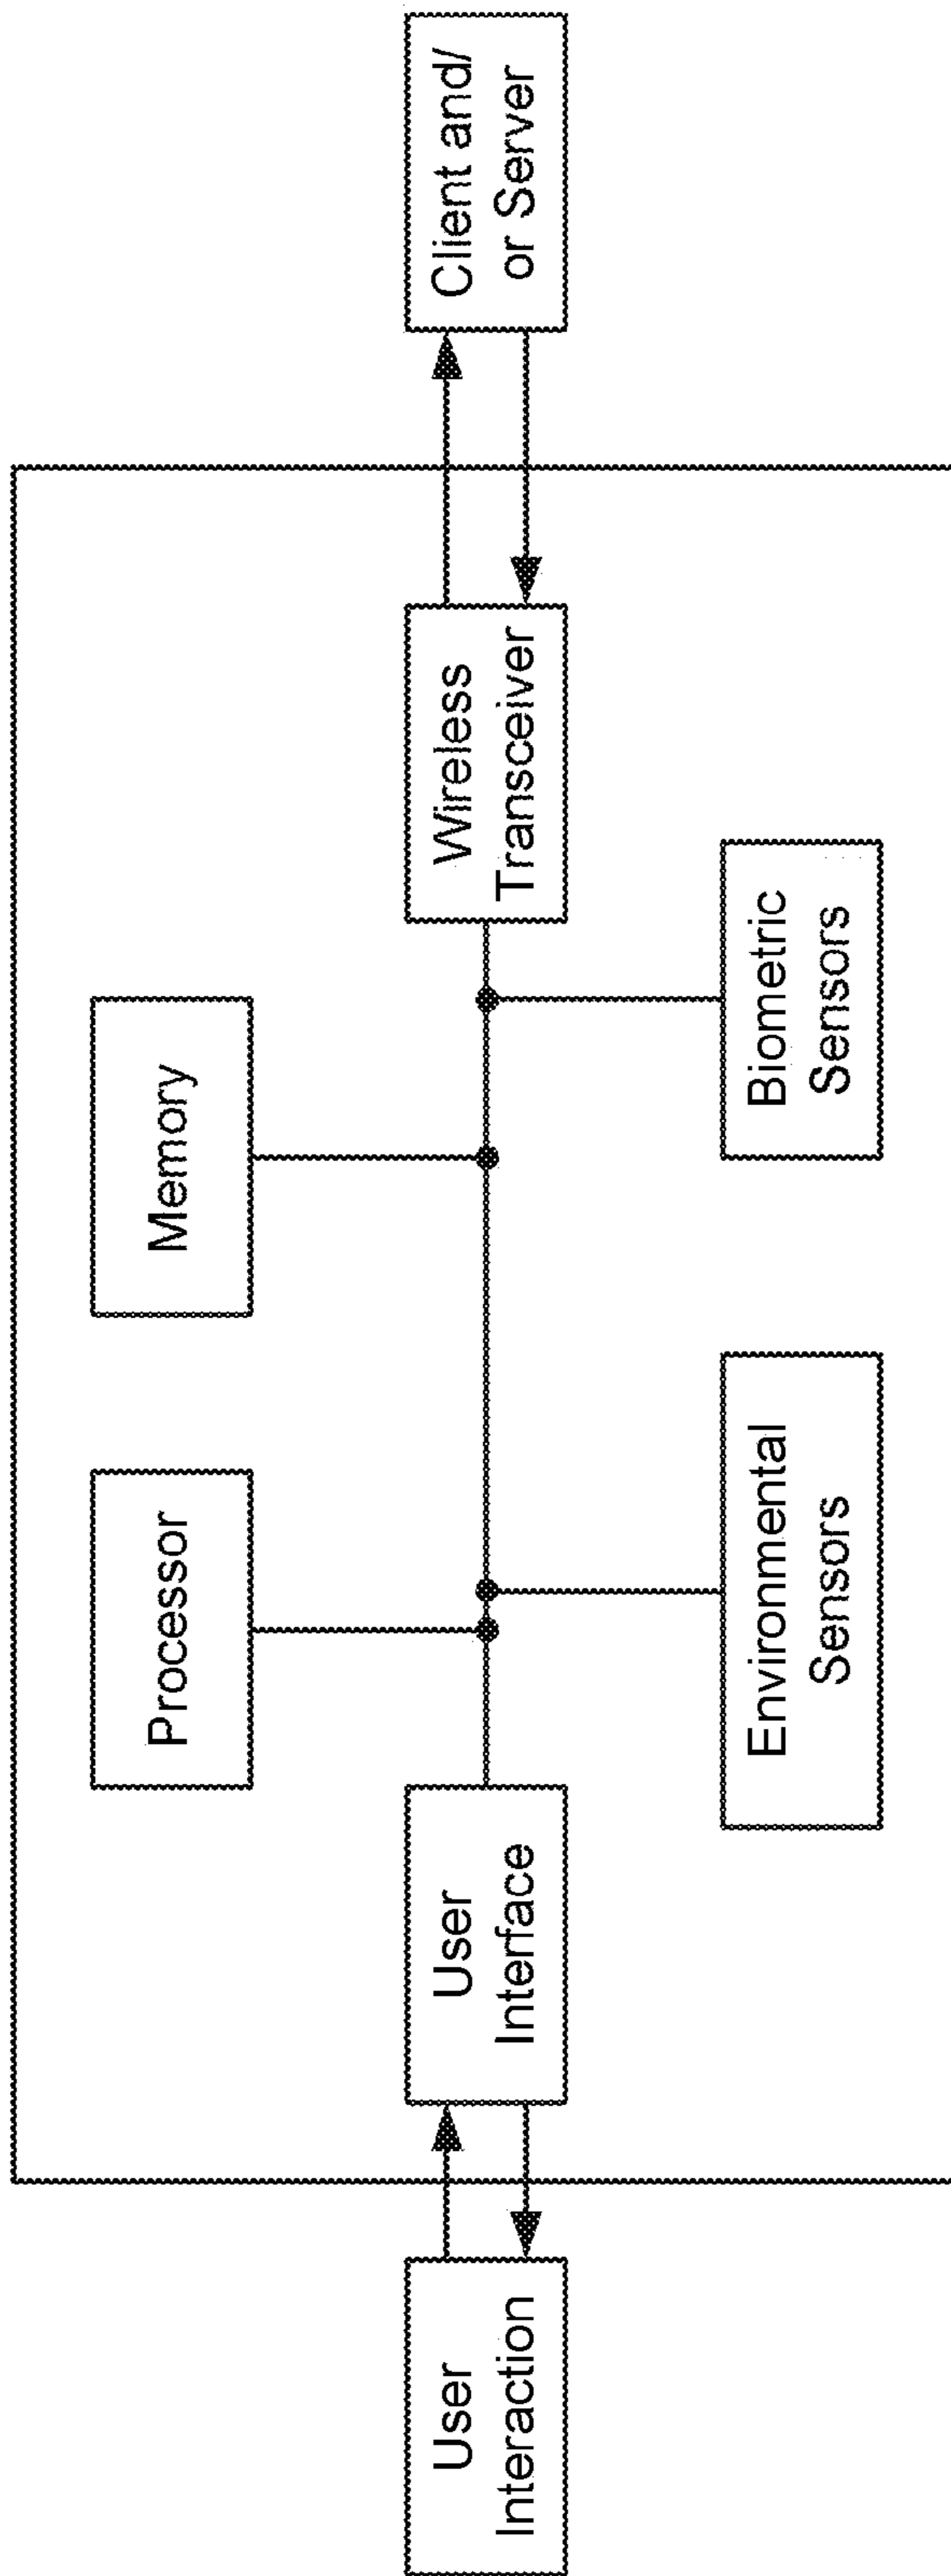 Processor
Memory
User
Interaction
User
Interface
Wireless
Transceiver
Client and/
or Server
Environmental
Sensors
Biometric
Sensors